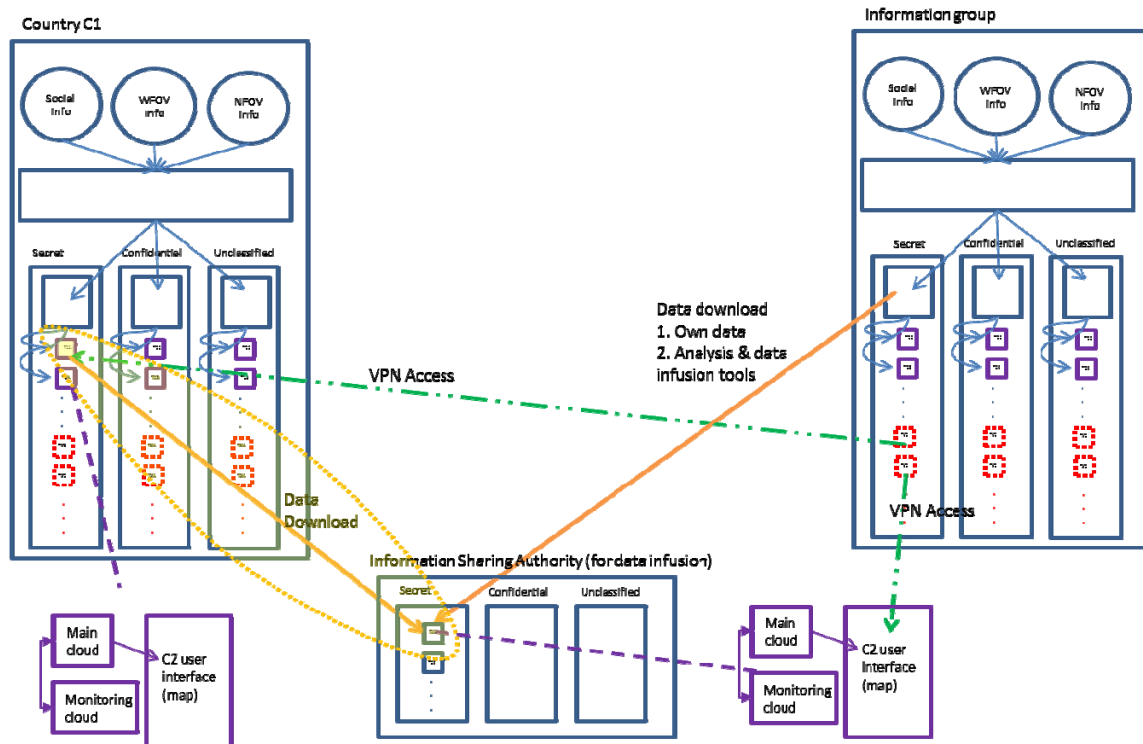 Country C1
Social
Info
WFOV
Info
NFOV
Info
Secret
Confidential
Unclassified
Information group
Social
Info
WFOV
Info
NFOV
Info
Secret
Confidential
Unclassified
Data download
1. Own data
2. Analysis & data
infusion tools
VPN Access
VPN Access
Data
Download
Information Sharing Authority (for data infusion)
Secret
Confidential
Unclassified
Main
cloud
Monitoring
cloud
C2 user
interface
(map)
Main
cloud
Monitoring
cloud
C2 user
Interface
(map)